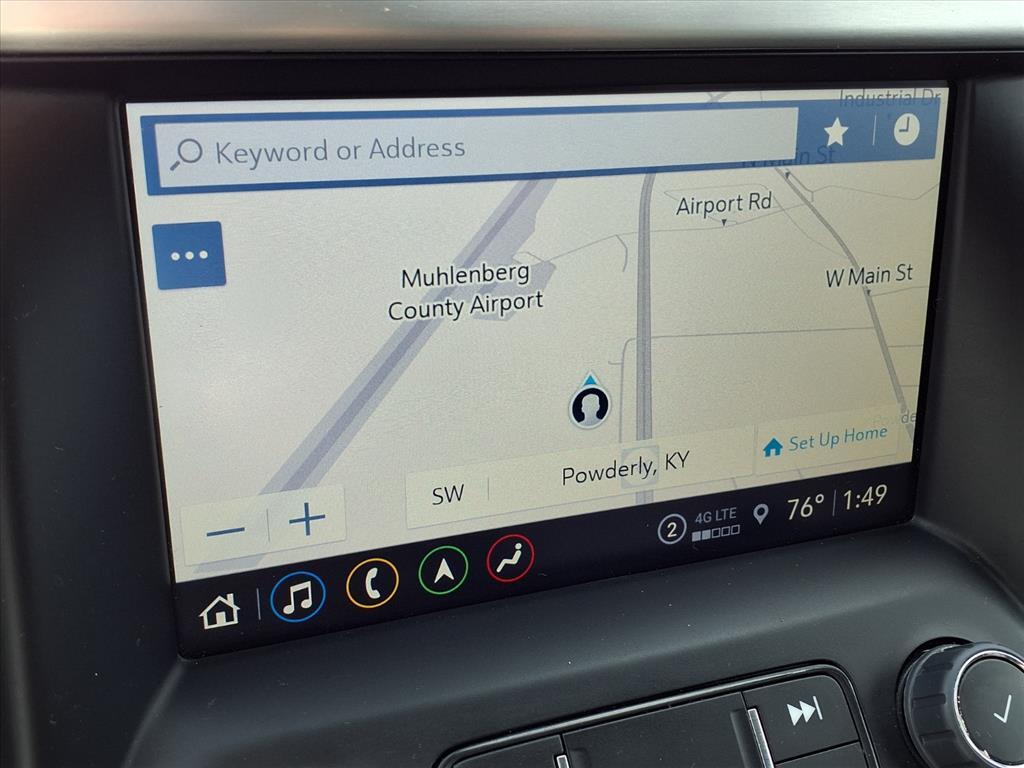 Industrial Dr
Keyword or Address
N Main St
Airport Rd
Muhlenberg
County Airport
W Main St
Set Up Home
SW
Powderly, KY
2
4G LTE
76° 1:49